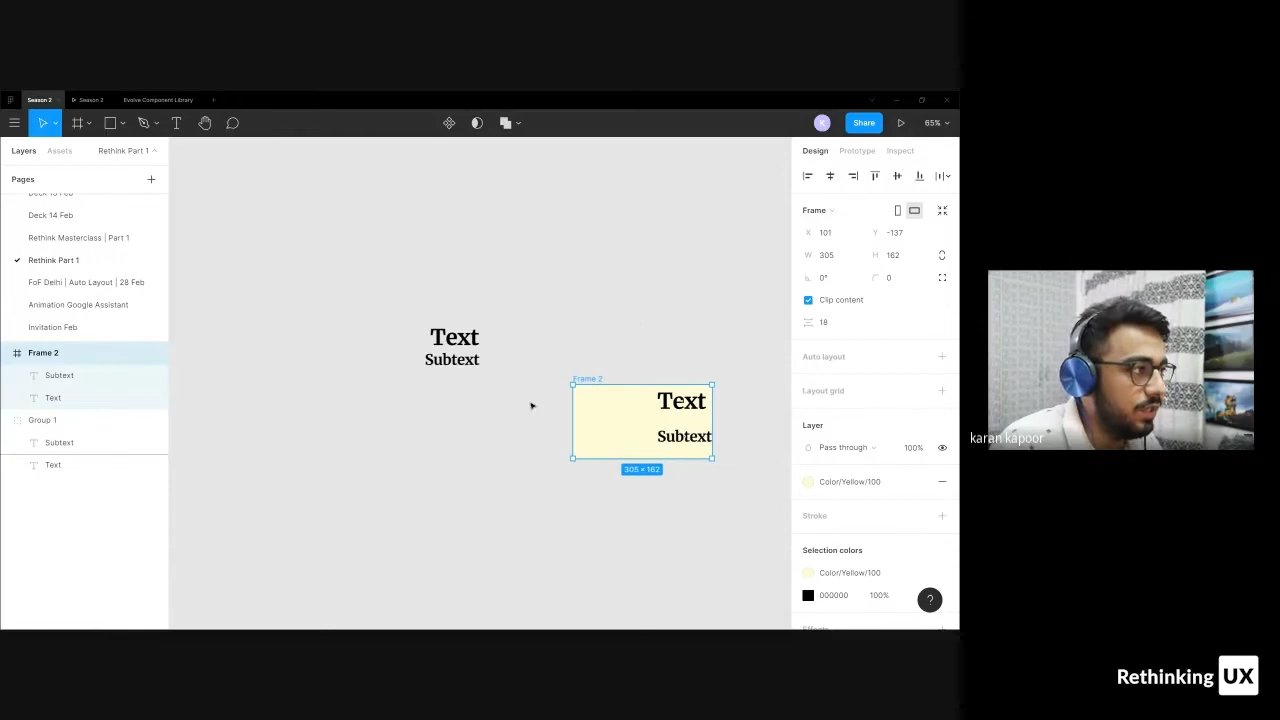 Season 2
Season 2
Evolve Component Library
K
Share
65%
Layers
Assets
Rethink Part 1
Pages
Deck 13 Feb
Deck 14 Feb
Rethink Masterclass | Part 1
Rethink Part 1
FoF Delhi | Auto Layout | 28 Feb
Animation Google Assistant
Invitation Feb
Frame 2
Subtext
Text
Group 1
Subtext
Text
Text
Subtext
Frame 2
Text
Subtext
305 × 162
Design
Prototype
Inspect
Frame
X 101
Y -137
W 305
H 162
0°
0
Clip content
18
Auto layout
Layout grid
Layer
Pass through
100%
Color/Yellow/100
Stroke
Selection colors
Color/Yellow/100
000000
100%
?
Effects
karan kapoor
Rethinking UX